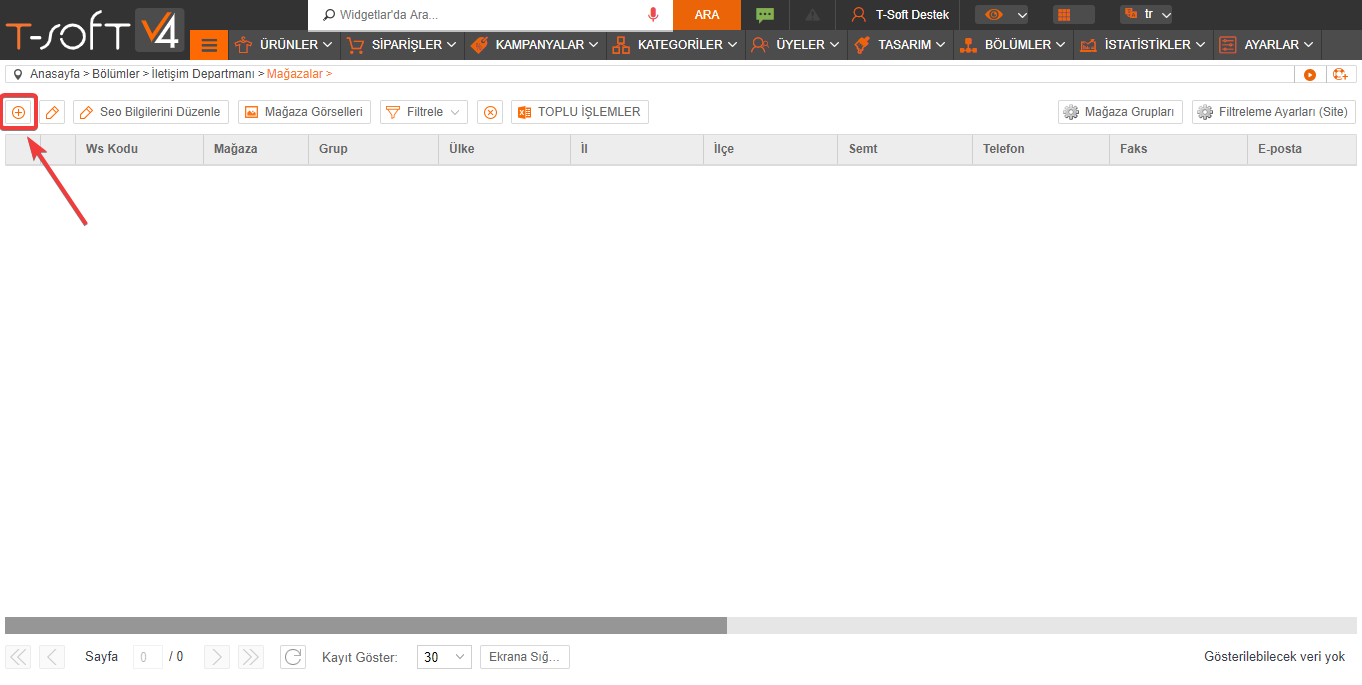 T-SOFT V4
Widgetlar'da Ara...
ARA
T-Soft Destek
tr
ÜRÜNLER
SİPARİŞLER
KAMPANYALAR
KATEGORİLER
ÜYELER
TASARIM
BÖLÜMLER
İSTATİSTİKLER
AYARLAR
Anasayfa > Bölümler > İletişim Departmanı > Mağazalar >
Seo Bilgilerini Düzenle
Mağaza Görselleri
Filtrele
TOPLU İŞLEMLER
Mağaza Grupları
Filtreleme Ayarları (Site)
Ws Kodu
Mağaza
Grup
Ülke
İl
İlçe
Semt
Telefon
Faks
E-posta
Sayfa 0 / 0
Kayıt Göster: 30
Ekrana Sığ...
Gösterilebilecek veri yok